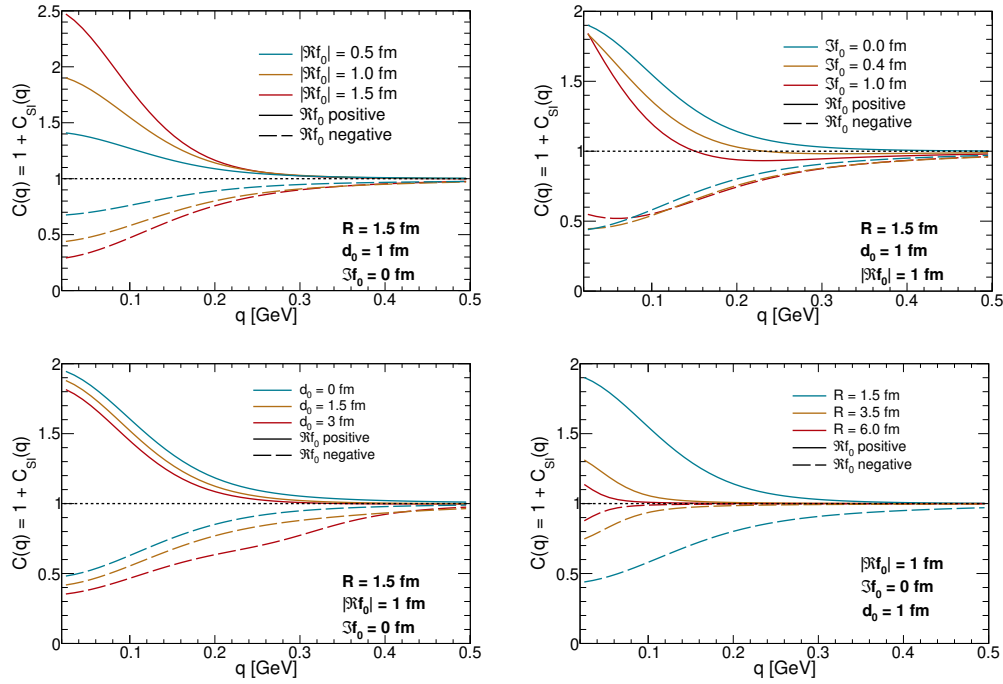 2.5
2
1.5
1
0.5
0
C(q) = 1 + C_SI(q)
|ℜf₀| = 0.5 fm
|ℜf₀| = 1.0 fm
|ℜf₀| = 1.5 fm
ℜf₀ positive
ℜf₀ negative
R = 1.5 fm
d₀ = 1 fm
ℑf₀ = 0 fm
0.1 0.2 0.3 0.4 0.5
q [GeV]
2
1.5
1
0.5
0
C(q) = 1 + C_SI(q)
ℑf₀ = 0.0 fm
ℑf₀ = 0.4 fm
ℑf₀ = 1.0 fm
ℜf₀ positive
ℜf₀ negative
R = 1.5 fm
d₀ = 1 fm
|ℜf₀| = 1 fm
0.1 0.2 0.3 0.4 0.5
q [GeV]
2
1.5
1
0.5
0
C(q) = 1 + C_SI(q)
d₀ = 0 fm
d₀ = 1.5 fm
d₀ = 3 fm
ℜf₀ positive
ℜf₀ negative
R = 1.5 fm
|ℜf₀| = 1 fm
ℑf₀ = 0 fm
0.1 0.2 0.3 0.4 0.5
q [GeV]
2
1.5
1
0.5
0
C(q) = 1 + C_SI(q)
R = 1.5 fm
R = 3.5 fm
R = 6.0 fm
ℜf₀ positive
ℜf₀ negative
|ℜf₀| = 1 fm
ℑf₀ = 0 fm
d₀ = 1 fm
0.1 0.2 0.3 0.4 0.5
q [GeV]